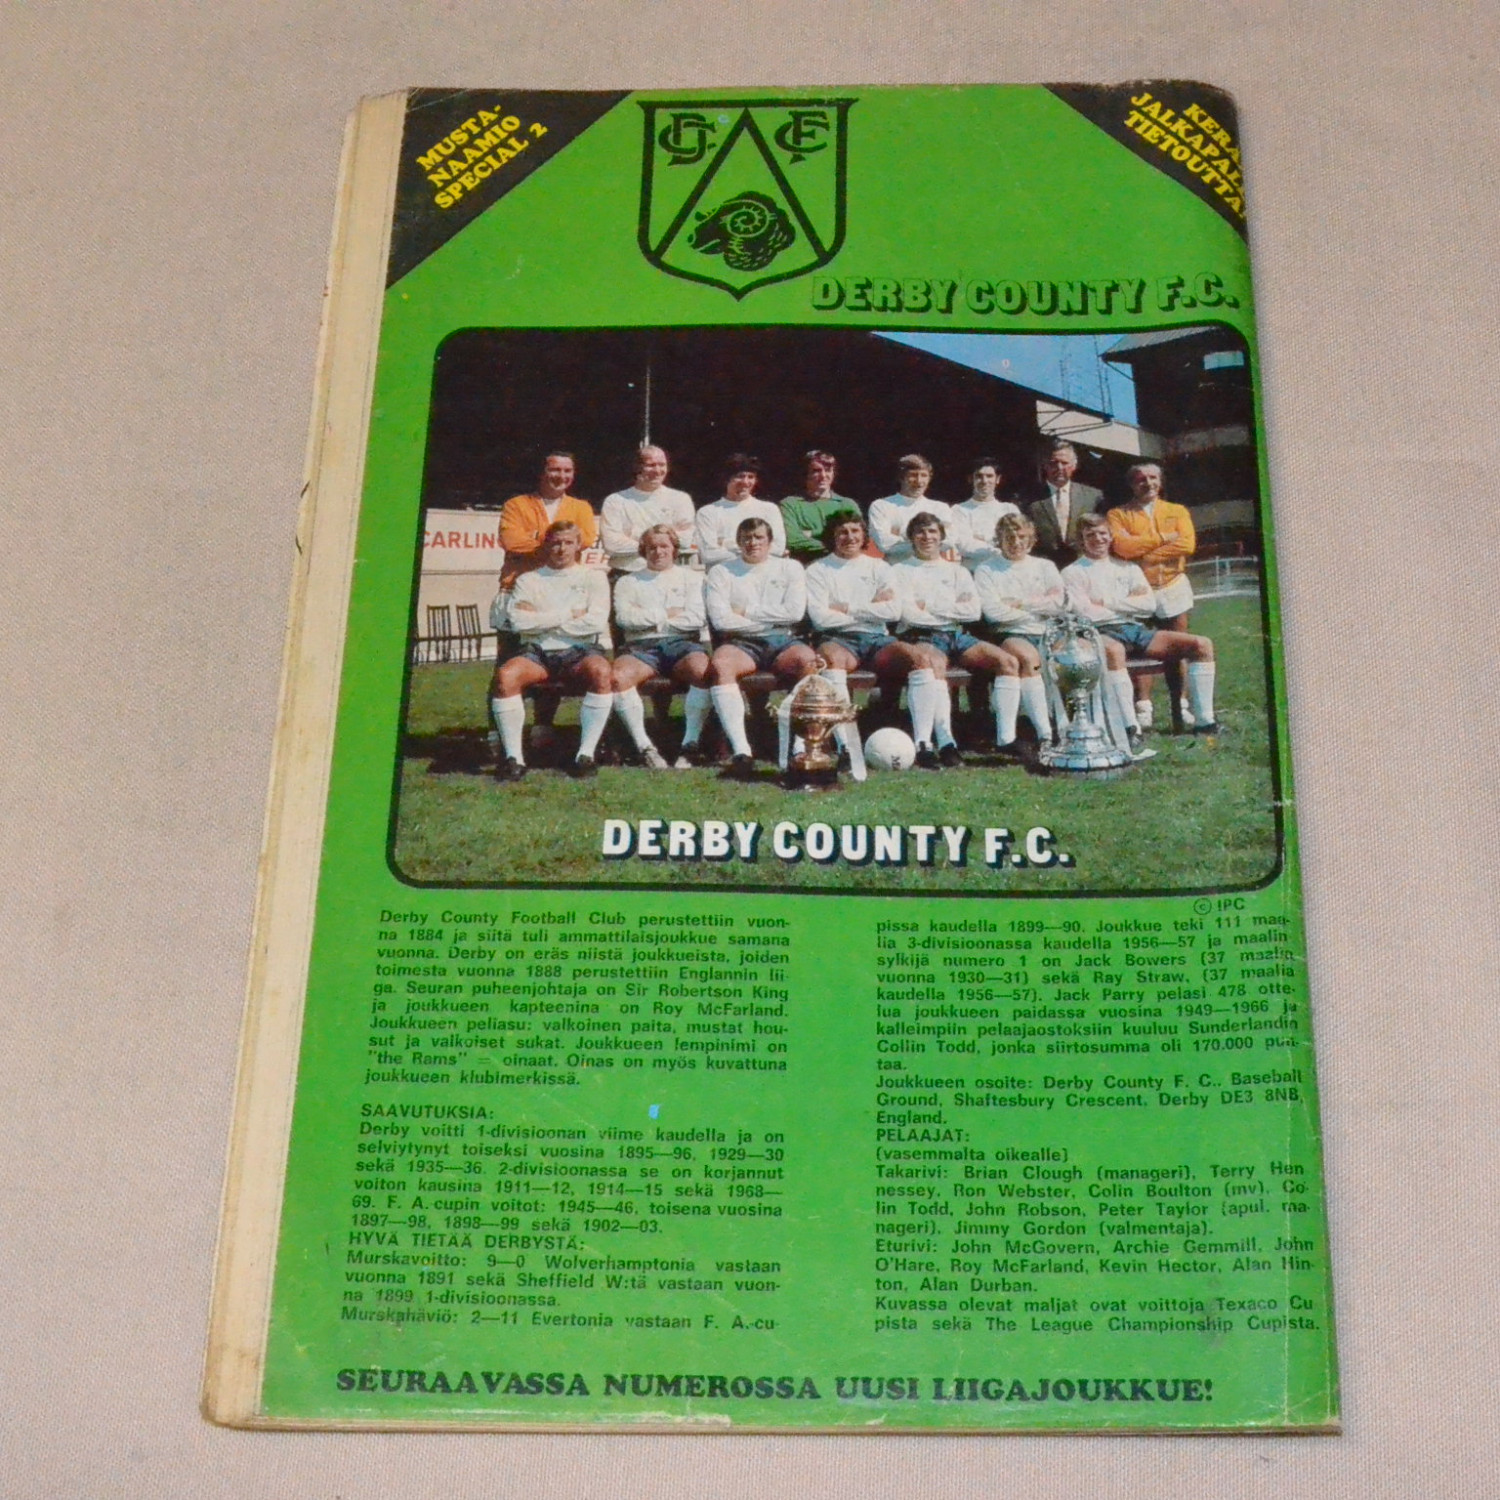 MUSTA-
NAAMIO
SPECIAL 2
KERÄ
JALKAPAL
TIETOUTTA
DC FC
DERBY COUNTY F.C.
CARLIN
DERBY COUNTY F.C.
© IPC
Derby County Football Club perustettiin vuon-
na 1884 ja siitä tuli ammattilaisjoukkue samana
vuonna. Derby on eräs niistä joukkueista, joiden
toimesta vuonna 1888 perustettiin Englannin lii-
ga. Seuran puheenjohtaja on Sir Robertson King
ja joukkueen kapteenina on Roy McFarland.
Joukkueen peliasu: valkoinen paita, mustat hou-
sut ja valkoiset sukat. Joukkueen lempinimi on
"the Rams" = oinaat. Oinas on myös kuvattuna
joukkueen klubimerkissä.
SAAVUTUKSIA:
Derby voitti 1-divisioonan viime kaudella ja on
selviytynyt toiseksi vuosina 1895—96, 1929—30
sekä 1935—36. 2-divisioonassa se on korjannut
voiton kausina 1911—12, 1914—15 sekä 1968—
69. F. A. cupin voitot: 1945—46, toisena vuosina
1897—98, 1898—99 sekä 1902—03.
HYVÄ TIETÄÄ DERBYSTÄ:
Murskavoitto: 9—0 Wolverhamptonia vastaan
vuonna 1891 sekä Sheffield W:tä vastaan vuon-
na 1899 1-divisioonassa.
Murskahäviö: 2—11 Evertonia vastaan F. A.-cu-
pissa kaudella 1899—90. Joukkue teki 111 maa-
lia 3-divisioonassa kaudella 1956—57 ja maalin
sylkijä numero 1 on Jack Bowers (37 maalia
vuonna 1930—31) sekä Ray Straw, (37 maalia
kaudella 1956—57). Jack Parry pelasi 478 otte-
lua joukkueen paidassa vuosina 1949—1966 ja
kalleimpiin pelaajaostoksiin kuuluu Sunderlandin
Collin Todd, jonka siirtosumma oli 170.000 pun-
taa.
Joukkueen osoite: Derby County F. C., Baseball
Ground, Shaftesbury Crescent, Derby DE3 8NB,
England.
PELAAJAT:
(vasemmalta oikealle)
Takarivi: Brian Clough (manageri), Terry Hen
nessey, Ron Webster, Colin Boulton (mv), Co-
lin Todd, John Robson, Peter Taylor (apul. ma-
nageri), Jimmy Gordon (valmentaja).
Eturivi: John McGovern, Archie Gemmill, John
O'Hare, Roy McFarland, Kevin Hector, Alan Hin-
ton, Alan Durban.
Kuvassa olevat maljat ovat voittoja Texaco Cu
pista sekä The League Championship Cupista.
SEURAAVASSA NUMEROSSA UUSI LIIGAJOUKKUE!